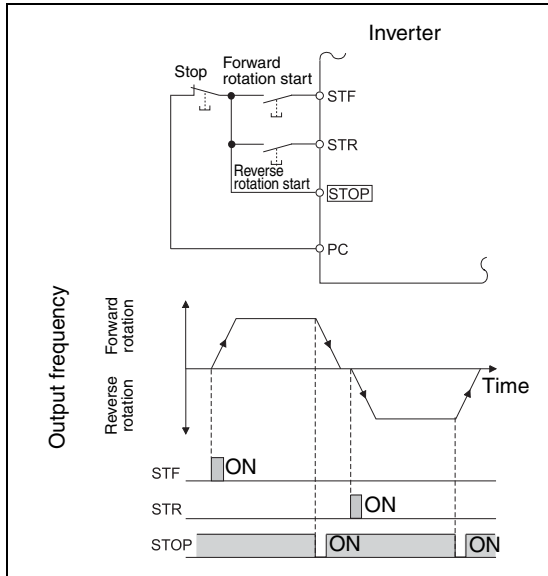 Inverter
Stop
Forward
rotation start
STF
STR
Reverse
rotation start
STOP
PC
Output frequency
Forward
rotation
Reverse
rotation
Time
STF
ON
STR
ON
STOP
ON
ON